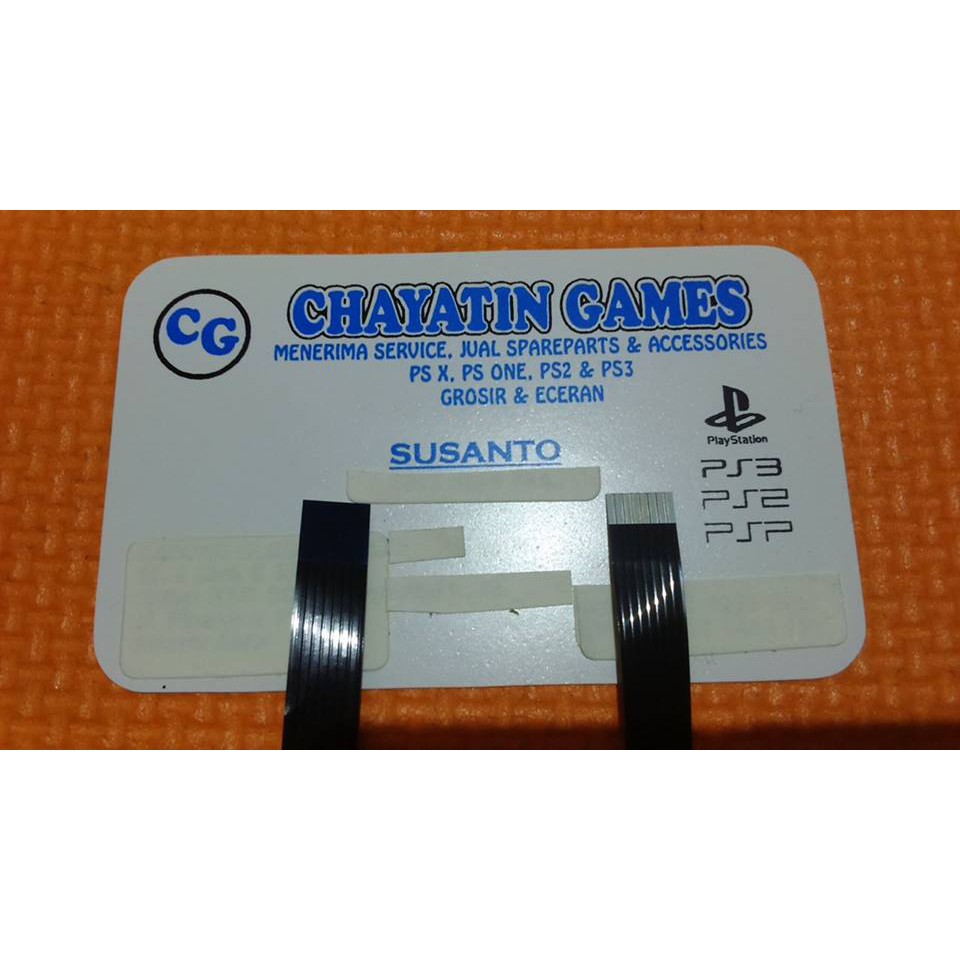 CG
CHAYATIN GAMES
MENERIMA SERVICE, JUAL SPAREPARTS & ACCESSORIES
PS X, PS ONE, PS2 & PS3
GROSIR & ECERAN
SUSANTO
PlayStation
PS3
PS2
PSP